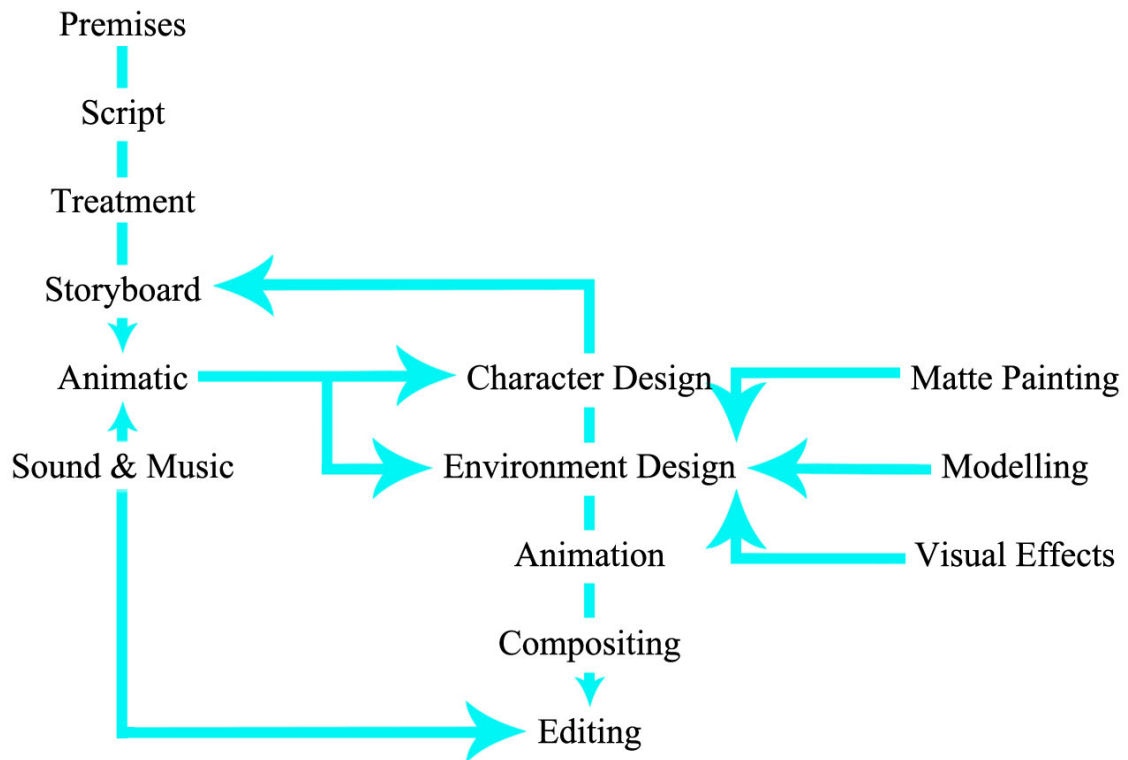 Premises
Script
Treatment
Storyboard
Animatic
Character Design
Matte Painting
Sound & Music
Environment Design
Modelling
Animation
Visual Effects
Compositing
Editing